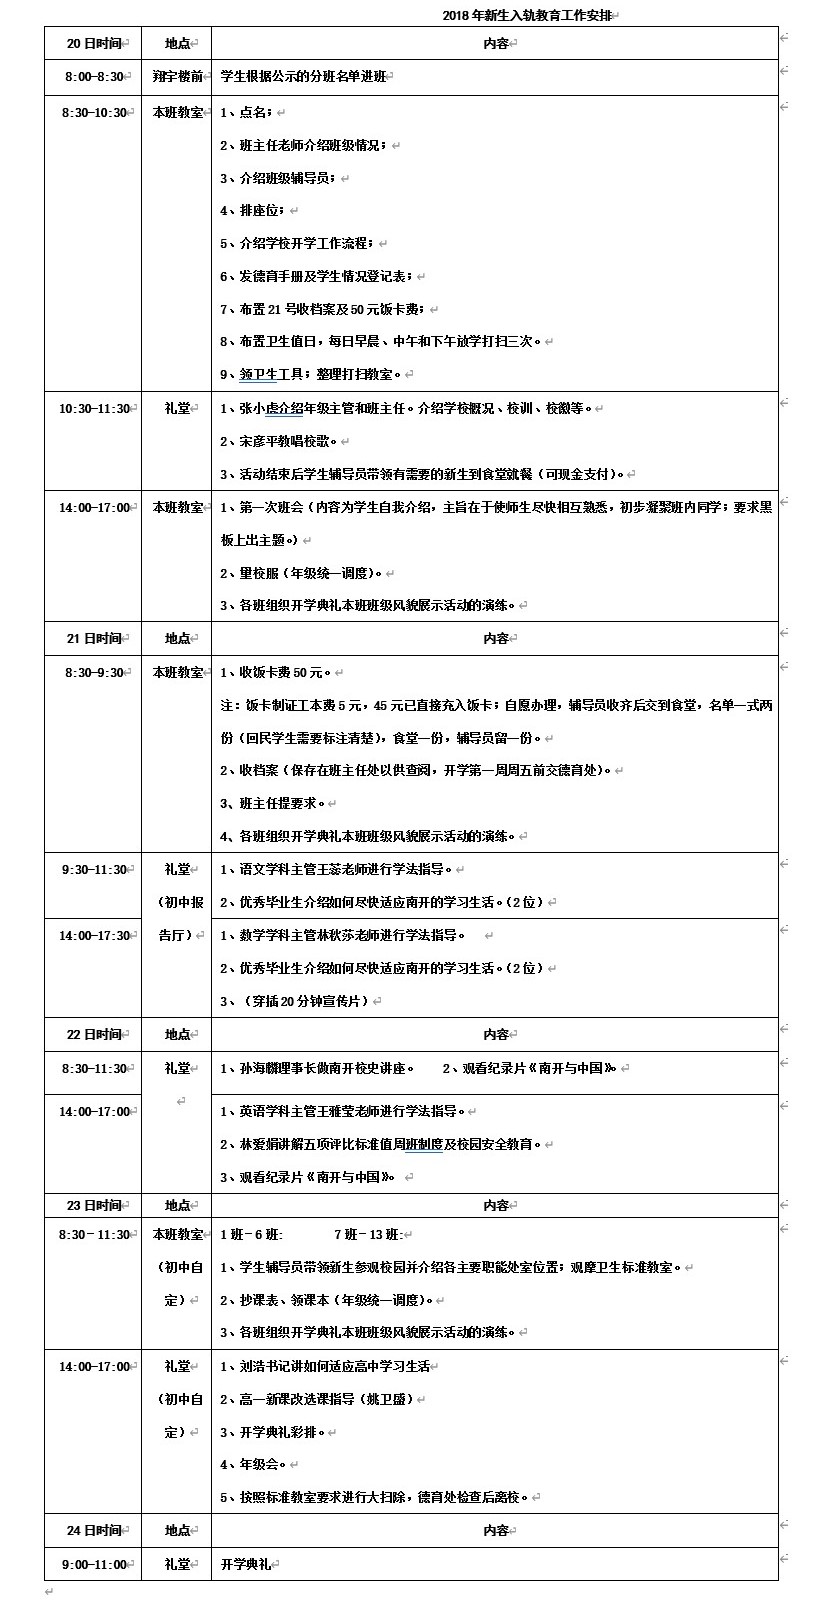 2018 年新生入轨教育工作安排
20 日时间 地点 内容
8:00-8:30 翔宇楼前 学生根据公示的分班名单进班
8:30-10:30 本班教室 1、点名；
2、班主任老师介绍班级情况；
3、介绍班级辅导员；
4、排座位；
5、介绍学校开学工作流程；
6、发德育手册及学生情况登记表；
7、布置 21 号收档案及 50 元饭卡费；
8、布置卫生值日，每日早晨、中午和下午放学打扫三次。
9、领卫生工具；整理打扫教室。
10:30-11:30 礼堂 1、张小虎介绍年级主管和班主任。介绍学校概况、校训、校徽等。
2、宋彦平教唱校歌。
3、活动结束后学生辅导员带领有需要的新生到食堂就餐（可现金支付）。
14:00-17:00 本班教室 1、第一次班会（内容为学生自我介绍，主旨在于使师生尽快相互熟悉，初步凝聚班内同学；要求黑
板上出主题。）
2、量校服（年级统一调度）。
3、各班组织开学典礼本班班级风貌展示活动的演练。
21 日时间 地点 内容
8:30-9:30 本班教室 1、收饭卡费 50 元。
注：饭卡制证工本费 5 元，45 元已直接充入饭卡；自愿办理，辅导员收齐后交到食堂，名单一式两
份（回民学生需要标注清楚），食堂一份，辅导员留一份。
2、收档案（保存在班主任处以供查阅，开学第一周周五前交德育处）。
3、班主任提要求。
4、各班组织开学典礼本班班级风貌展示活动的演练。
9:30-11:30 礼堂 1、语文学科主管王蕊老师进行学法指导。
（初中报 2、优秀毕业生介绍如何尽快适应南开的学习生活。（2 位）
14:00-17:30 告厅） 1、数学学科主管林秋莎老师进行学法指导。
2、优秀毕业生介绍如何尽快适应南开的学习生活。（2 位）
3、（穿插 20 分钟宣传片）
22 日时间 地点 内容
8:30-11:30 礼堂 1、孙海麟理事长做南开校史讲座。 2、观看纪录片《南开与中国》。
14:00-17:00 1、英语学科主管王雅莹老师进行学法指导。
2、林爱娟讲解五项评比标准值周班制度及校园安全教育。
3、观看纪录片《南开与中国》。
23 日时间 地点 内容
8:30－11:30 本班教室 1 班－6 班: 7 班－13 班:
（初中自 1、学生辅导员带领新生参观校园并介绍各主要职能处室位置；观摩卫生标准教室。
定） 2、抄课表、领课本（年级统一调度）。
3、各班组织开学典礼本班班级风貌展示活动的演练。
14:00-17:00 礼堂 1、刘浩书记讲如何适应高中学习生活
（初中自 2、高一新课改选课指导（姚卫盛）
定） 3、开学典礼彩排。
4、年级会。
5、按照标准教室要求进行大扫除，德育处检查后离校。
24 日时间 地点 内容
9:00-11:00 礼堂 开学典礼